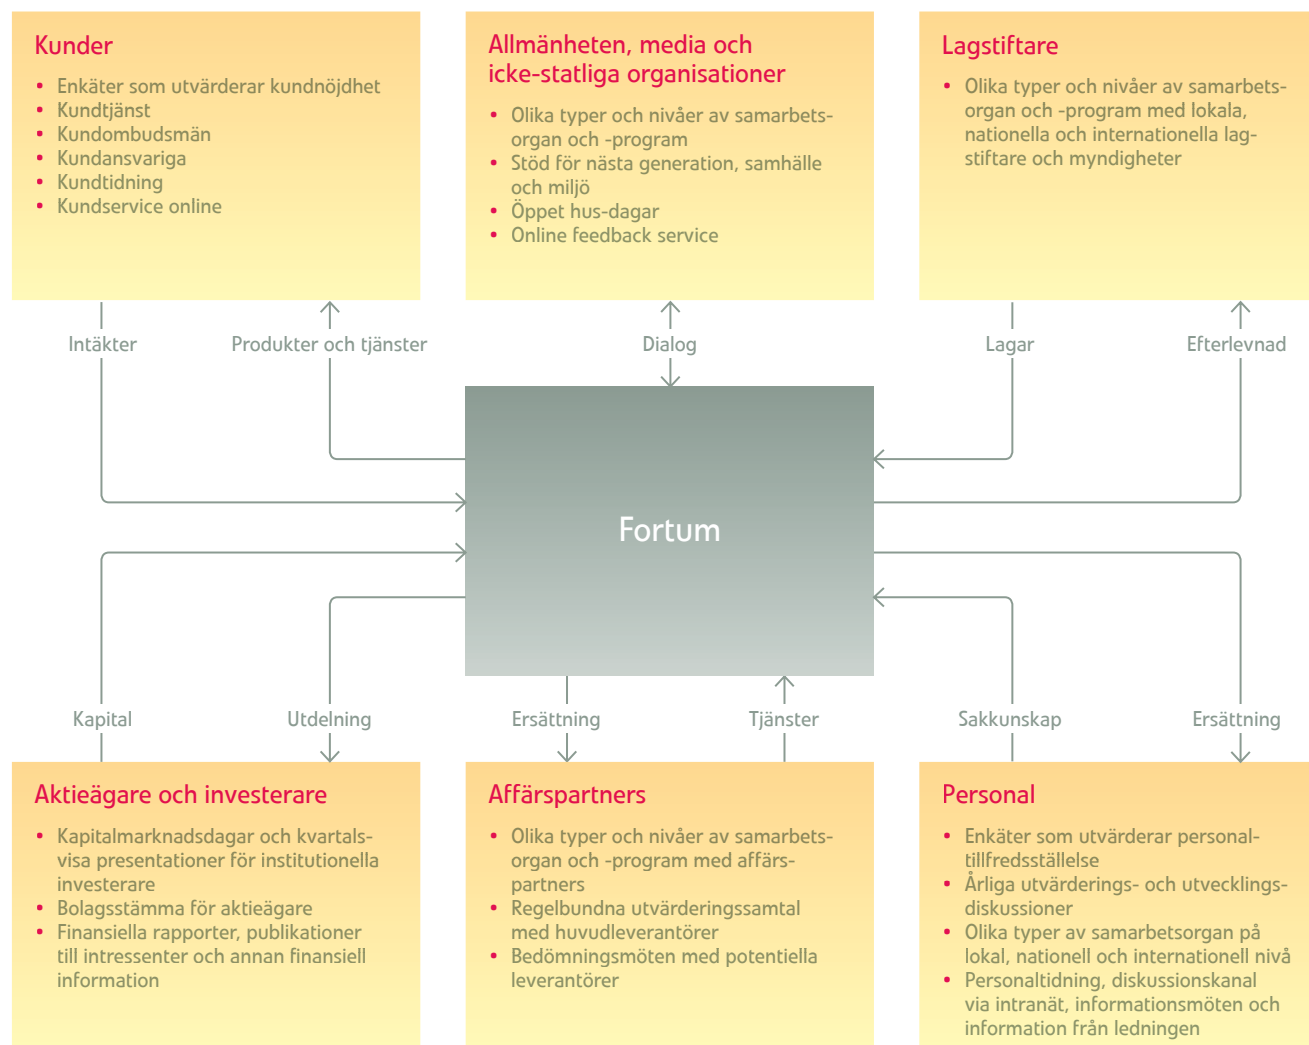 Kunder
• Enkäter som utvärderar kundnöjdhet
• Kundtjänst
• Kundombudsmän
• Kundansvariga
• Kundtidning
• Kundservice online
Allmänheten, media och
icke-statliga organisationer
• Olika typer och nivåer av samarbets-
organ och -program
• Stöd för nästa generation, samhälle
och miljö
• Öppet hus-dagar
• Online feedback service
Lagstiftare
• Olika typer och nivåer av samarbets-
organ och -program med lokala,
nationella och internationella lag-
stiftare och myndigheter
Intäkter
Produkter och tjänster
Dialog
Lagar
Efterlevnad
Fortum
Kapital
Utdelning
Ersättning
Tjänster
Sakkunskap
Ersättning
Aktieägare och investerare
• Kapitalmarknadsdagar och kvartals-
visa presentationer för institutionella
investerare
• Bolagsstämma för aktieägare
• Finansiella rapporter, publikationer
till intressenter och annan finansiell
information
Affärspartners
• Olika typer och nivåer av samarbets-
organ och -program med affärs-
partners
• Regelbundna utvärderingssamtal
med huvudleverantörer
• Bedömningsmöten med potentiella
leverantörer
Personal
• Enkäter som utvärderar personal-
tillfredsställelse
• Årliga utvärderings- och utvecklings-
diskussioner
• Olika typer av samarbetsorgan på
lokal, nationell och internationell nivå
• Personaltidning, diskussionskanal
via intranät, informationsmöten och
information från ledningen